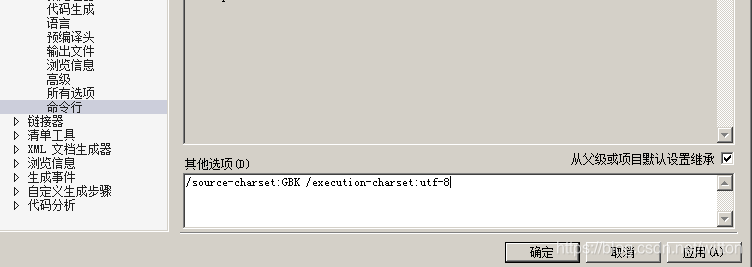 代码生成
语言
预编译头
输出文件
浏览信息
高级
所有选项
命令行
链接器
清单工具
XML 文档生成器
浏览信息
生成事件
自定义生成步骤
代码分析
其他选项(D)
从父级或项目默认设置继承
/source-charset:GBK /execution-charset:utf-8
确定
取消
应用(A)